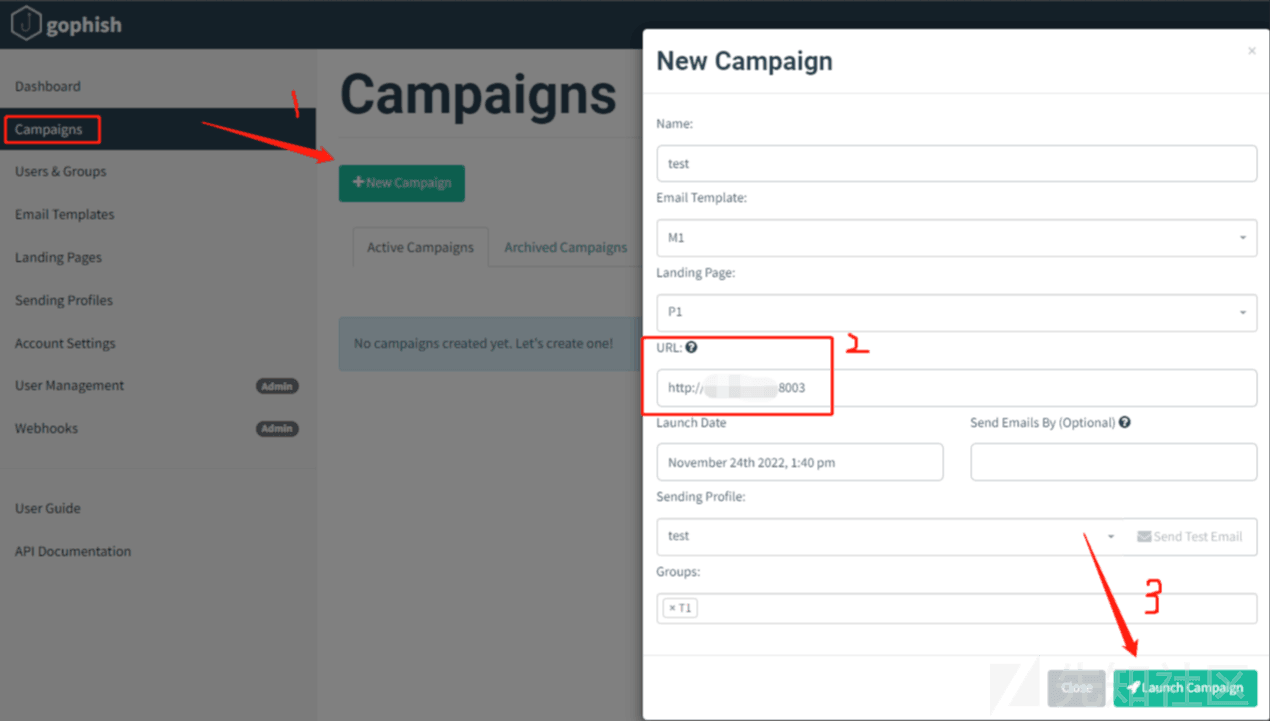 gophish
Dashboard
Campaigns
Users & Groups
Email Templates
Landing Pages
Sending Profiles
Account Settings
User Management Admin
Webhooks Admin
User Guide
API Documentation
1
Campaigns
New Campaign
Active Campaigns Archived Campaigns
No campaigns created yet. Let's create one!
New Campaign
×
Name:
test
Email Template:
M1
Landing Page:
P1
URL: ?
2
http:// 8003
Launch Date Send Emails By (Optional) ?
November 24th 2022, 1:40 pm
Sending Profile:
test Send Test Email
Groups:
× T1
3
Close Launch Campaign
先知社区